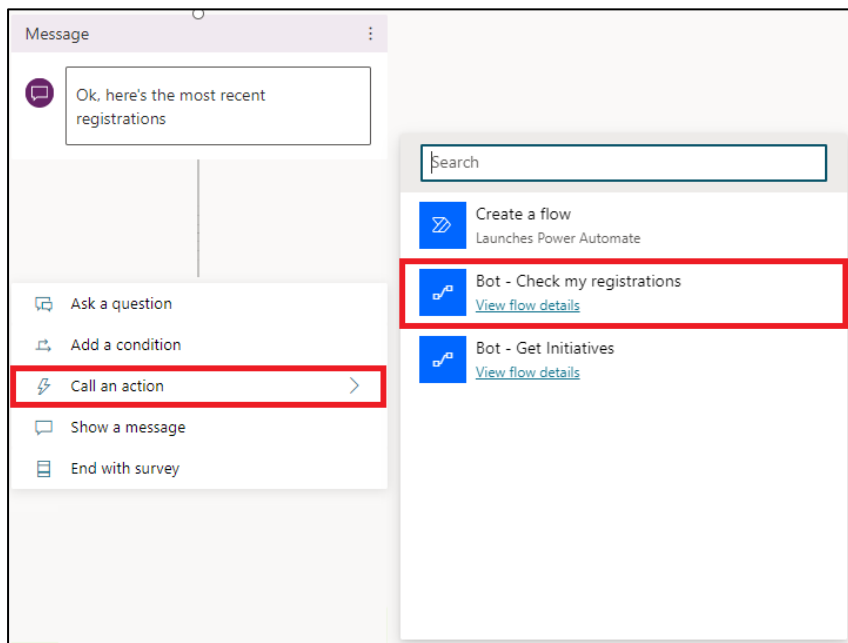 Message
Ok, here's the most recent
registrations
Ask a question
Add a condition
Call an action
Show a message
End with survey
Search
Create a flow
Launches Power Automate
Bot - Check my registrations
View flow details
Bot - Get Initiatives
View flow details